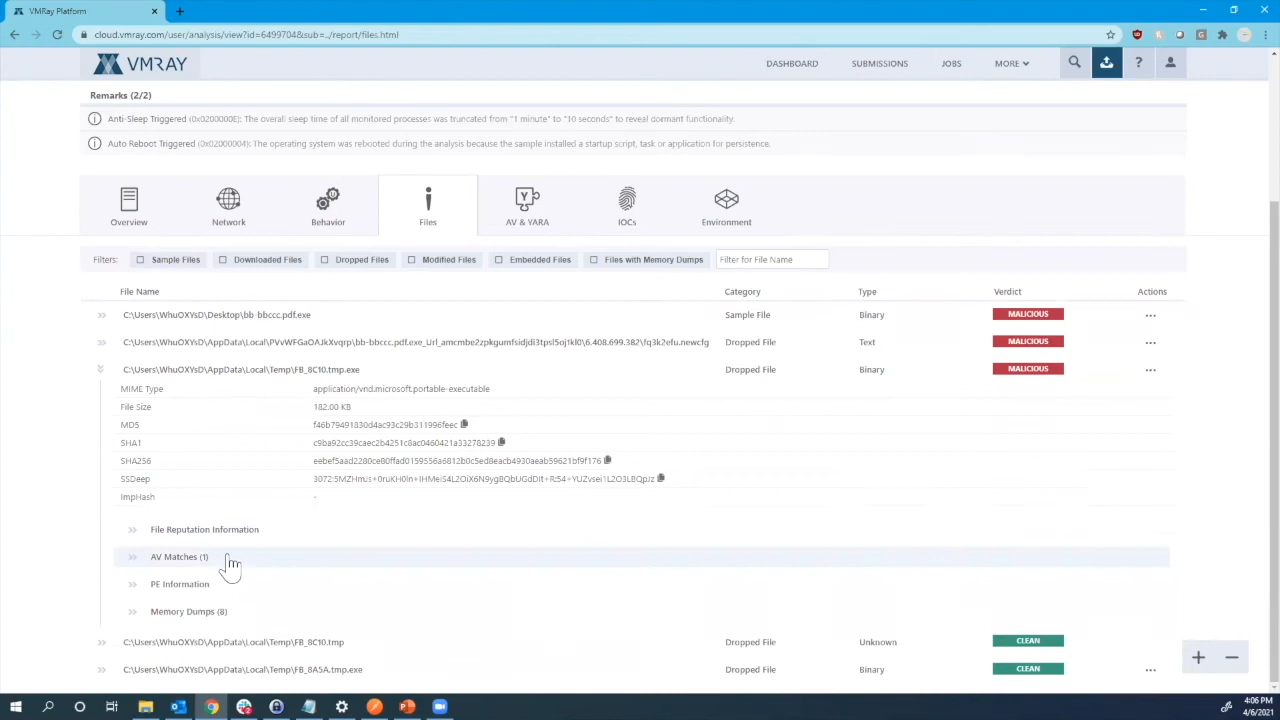 VMRay Platform
cloud.vmray.com/user/analysis/view?id=6499704&sub=../report/files.html
VMRAY
DASHBOARD SUBMISSIONS JOBS MORE
Remarks (2/2)
Anti-Sleep Triggered (0x0200000E): The overall sleep time of all monitored processes was truncated from "1 minute" to "10 seconds" to reveal dormant functionality.
Auto Reboot Triggered (0x02000004): The operating system was rebooted during the analysis because the sample installed a startup script, task or application for persistence.
Overview Network Behavior Files AV & YARA IOCs Environment
Filters: Sample Files Downloaded Files Dropped Files Modified Files Embedded Files Files with Memory Dumps Filter for File Name
File Name Category Type Verdict Actions
C:\Users\WhuOXYsD\Desktop\bb-bbccc.pdf.exe Sample File Binary MALICIOUS ...
C:\Users\WhuOXYsD\AppData\Local\PVvWFGaOAJkXvqrp\bb-bbccc.pdf.exe_Url_amcmbe2zpkgumfsidjdi3tpsl5oj1kl0\6.408.699.382\fq3k2efu.newcfg Dropped File Text MALICIOUS ...
C:\Users\WhuOXYsD\AppData\Local\Temp\FB_8C10.tmp.exe Dropped File Binary MALICIOUS ...
MIME Type application/vnd.microsoft.portable-executable
File Size 182.00 KB
MD5 f46b79491830d4ac93c29b311996feec
SHA1 c9ba92cc39caec2b4251c8ac0460421a33278239
SHA256 eebef5aad2280ce80ffad0159556a6812b0c5ed8eacb4930aeab59621bf9f176
SSDeep
ImpHash -
File Reputation Information
AV Matches (1)
PE Information
Memory Dumps (8)
C:\Users\WhuOXYsD\AppData\Local\Temp\FB_8C10.tmp Dropped File Unknown CLEAN
C:\Users\WhuOXYsD\AppData\Local\Temp\FB_8A5A.tmp.exe Dropped File Binary CLEAN ...
4:06 PM
4/6/2021